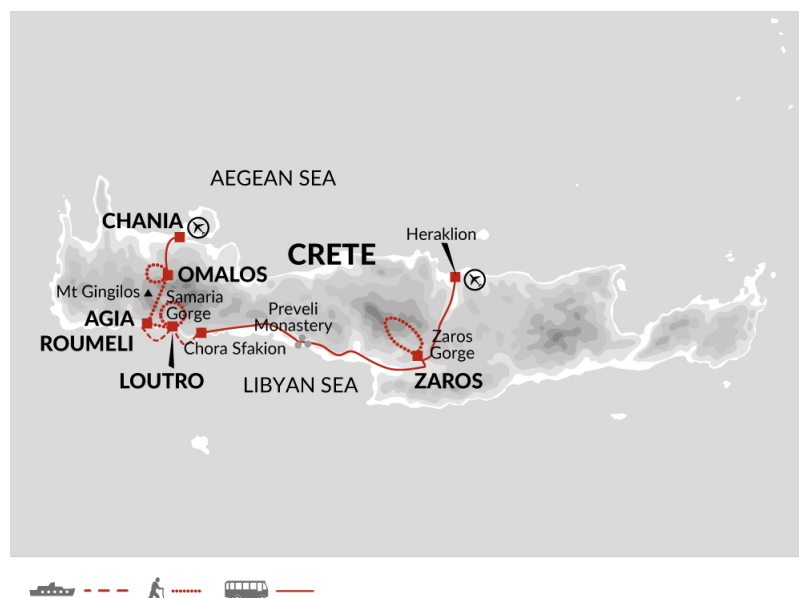 AEGEAN SEA
CHANIA
Heraklion
CRETE
OMALOS
Mt Gingilos
Samaria
Gorge
Preveli
Monastery
AGIA
ROUMELI
Chora Sfakion
Zaros
Gorge
LOUTRO
LIBYAN SEA
ZAROS